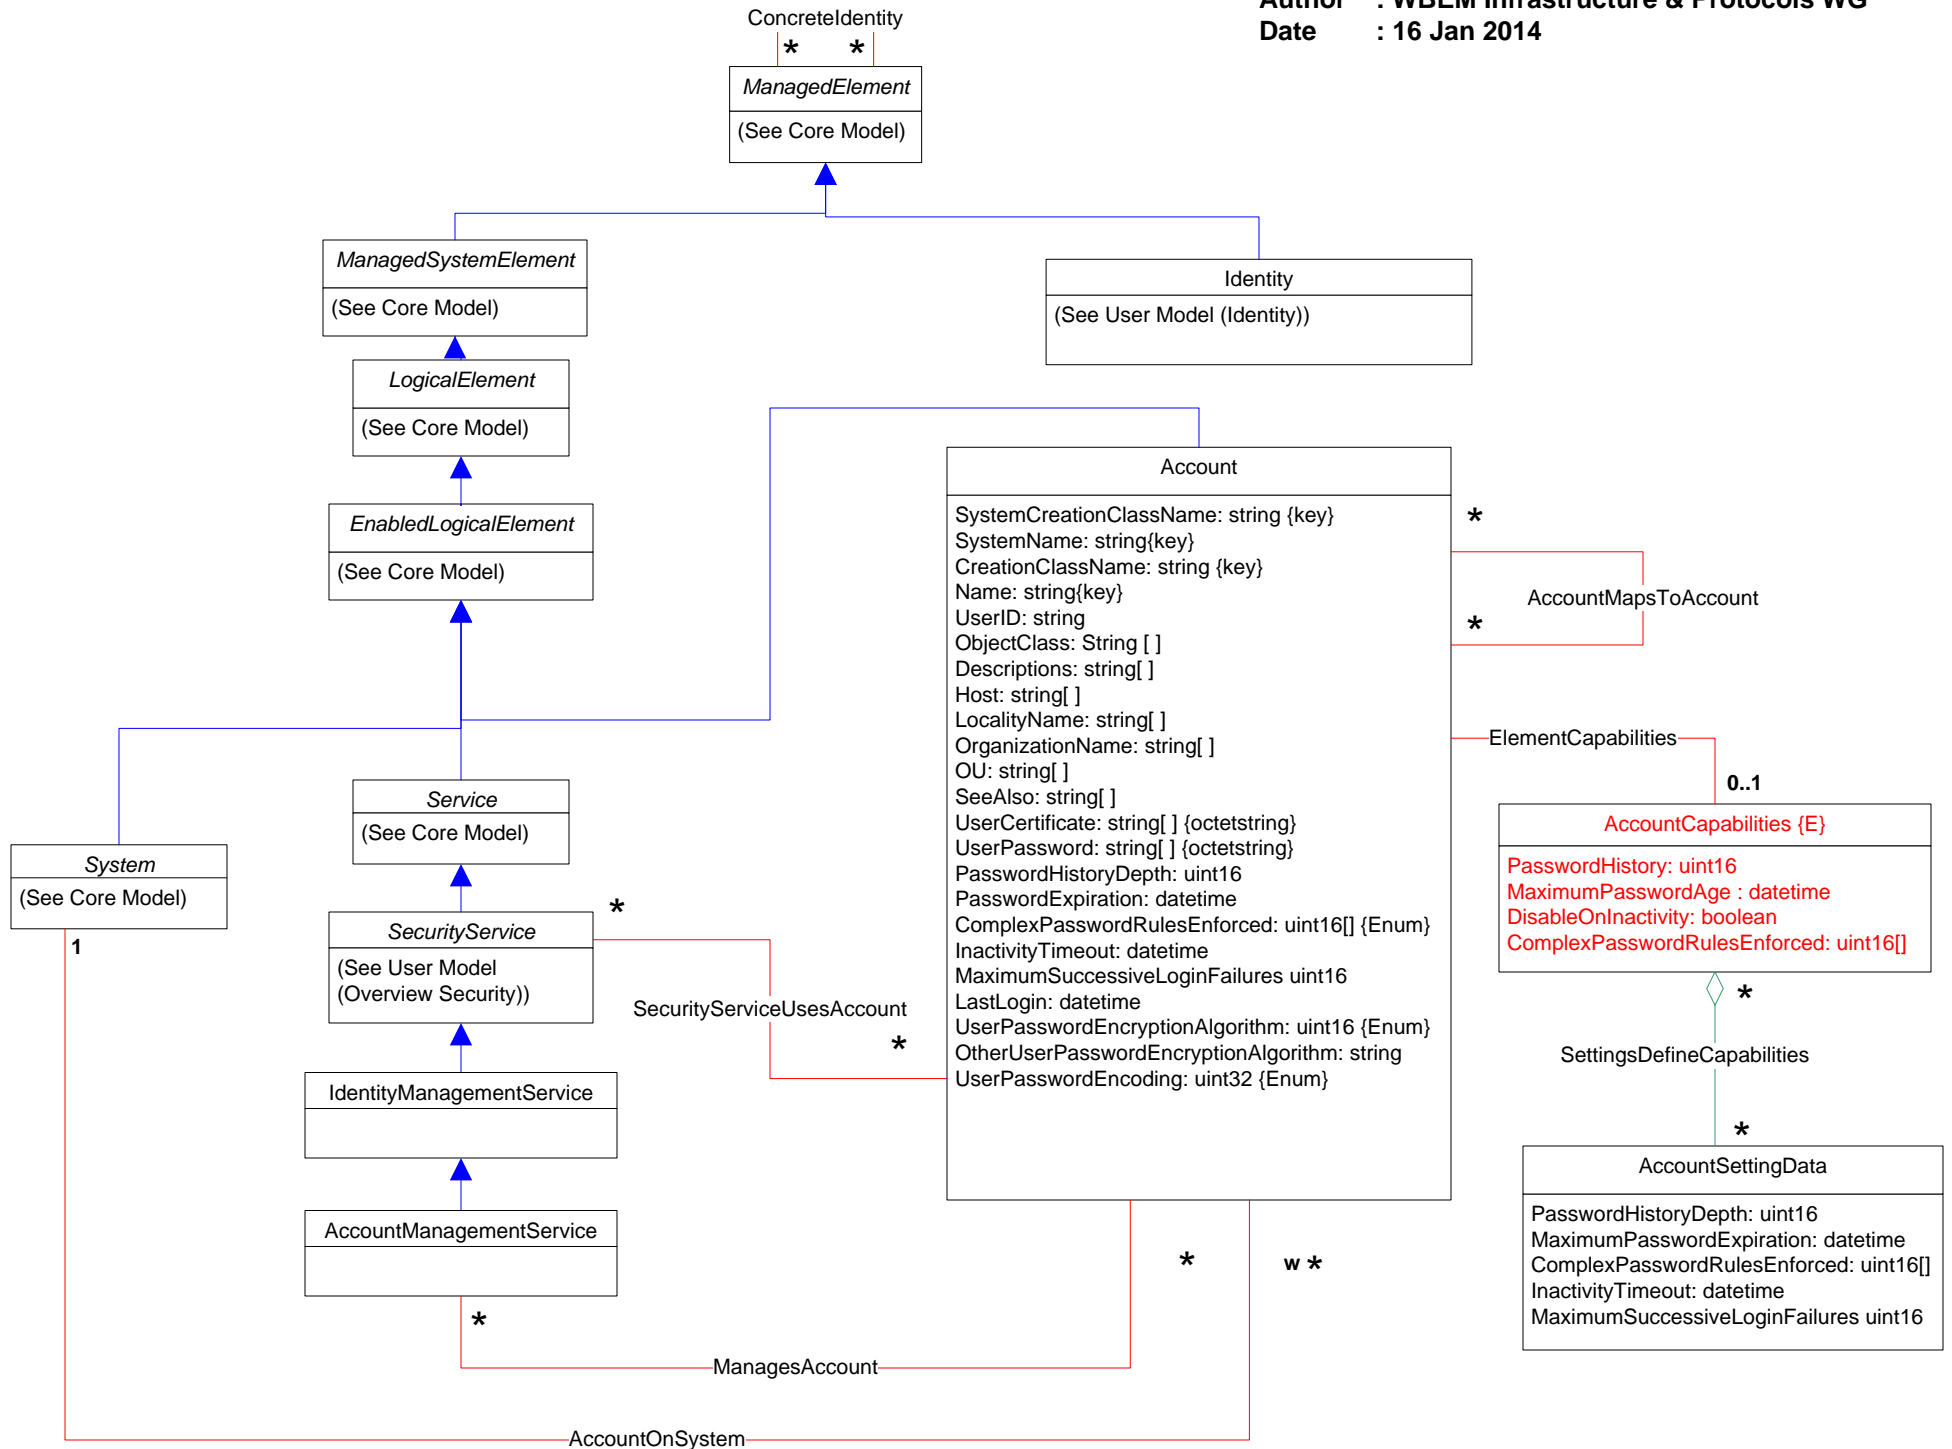 Author : WBEM Infrastructure & Protocols WG
Date : 16 Jan 2014
ConcreteIdentity
* *
ManagedElement
(See Core Model)
ManagedSystemElement
(See Core Model)
Identity
(See User Model (Identity))
LogicalElement
(See Core Model)
EnabledLogicalElement
(See Core Model)
Account
SystemCreationClassName: string {key}
SystemName: string{key}
CreationClassName: string {key}
Name: string{key}
UserID: string
ObjectClass: String [ ]
Descriptions: string[ ]
Host: string[ ]
LocalityName: string[ ]
OrganizationName: string[ ]
OU: string[ ]
SeeAlso: string[ ]
UserCertificate: string[ ] {octetstring}
UserPassword: string[ ] {octetstring}
PasswordHistoryDepth: uint16
PasswordExpiration: datetime
ComplexPasswordRulesEnforced: uint16[] {Enum}
InactivityTimeout: datetime
MaximumSuccessiveLoginFailures uint16
LastLogin: datetime
UserPasswordEncryptionAlgorithm: uint16 {Enum}
OtherUserPasswordEncryptionAlgorithm: string
UserPasswordEncoding: uint32 {Enum}
*
AccountMapsToAccount
*
ElementCapabilities
0..1
AccountCapabilities {E}
PasswordHistory: uint16
MaximumPasswordAge : datetime
DisableOnInactivity: boolean
ComplexPasswordRulesEnforced: uint16[]
*
SettingsDefineCapabilities
*
AccountSettingData
PasswordHistoryDepth: uint16
MaximumPasswordExpiration: datetime
ComplexPasswordRulesEnforced: uint16[]
InactivityTimeout: datetime
MaximumSuccessiveLoginFailures uint16
Service
(See Core Model)
System
(See Core Model)
1
*
SecurityService
(See User Model
(Overview Security))
SecurityServiceUsesAccount
*
IdentityManagementService
AccountManagementService
*
*
w *
ManagesAccount
AccountOnSystem